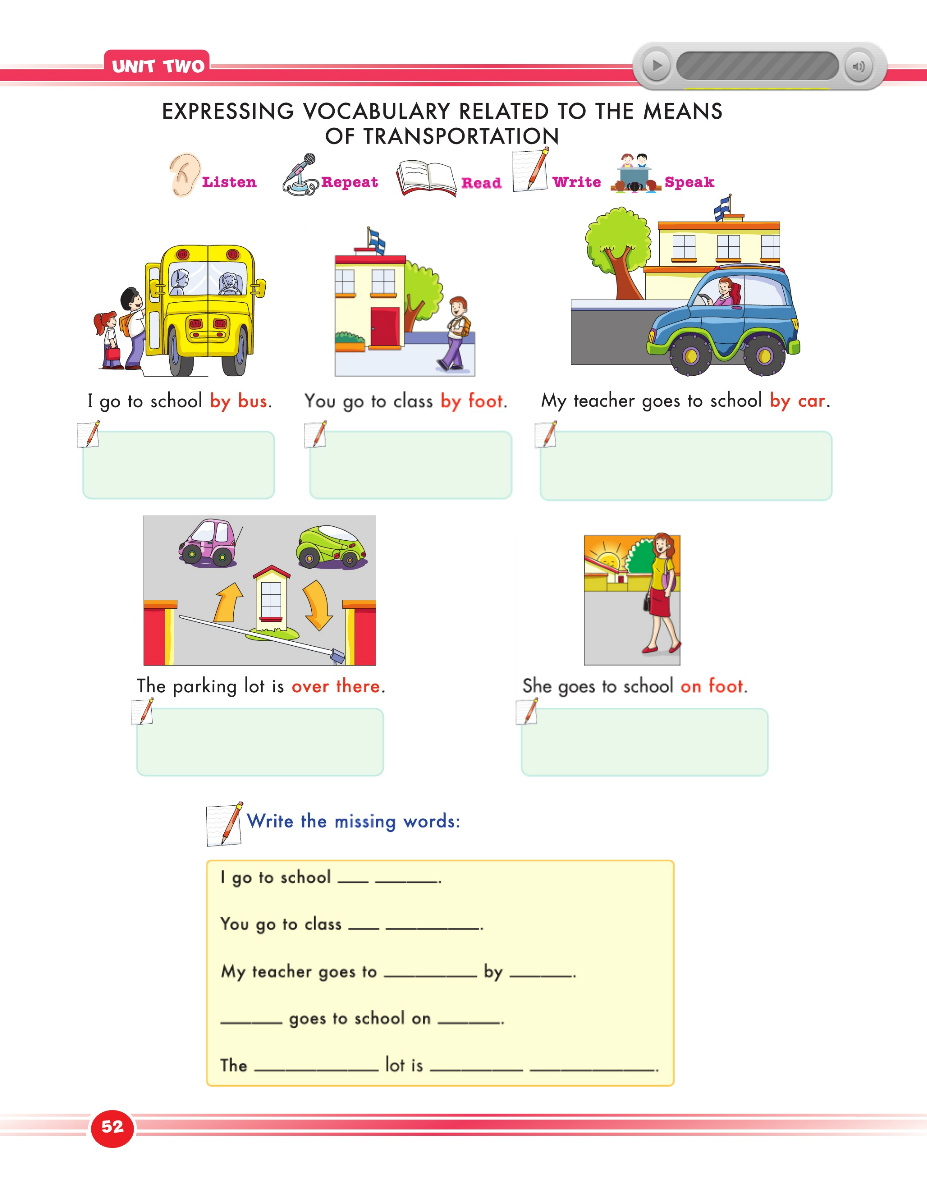 UNIT TWO
EXPRESSING VOCABULARY RELATED TO THE MEANS
OF TRANSPORTATION
Listen Repeat Read Write Speak
I go to school by bus. You go to class by foot. My teacher goes to school by car.
The parking lot is over there. She goes to school on foot.
Write the missing words:
I go to school ___ ______.
You go to class ___ _________.
My teacher goes to _________ by ______.
______ goes to school on ______.
The ____________ lot is _________ ____________.
52